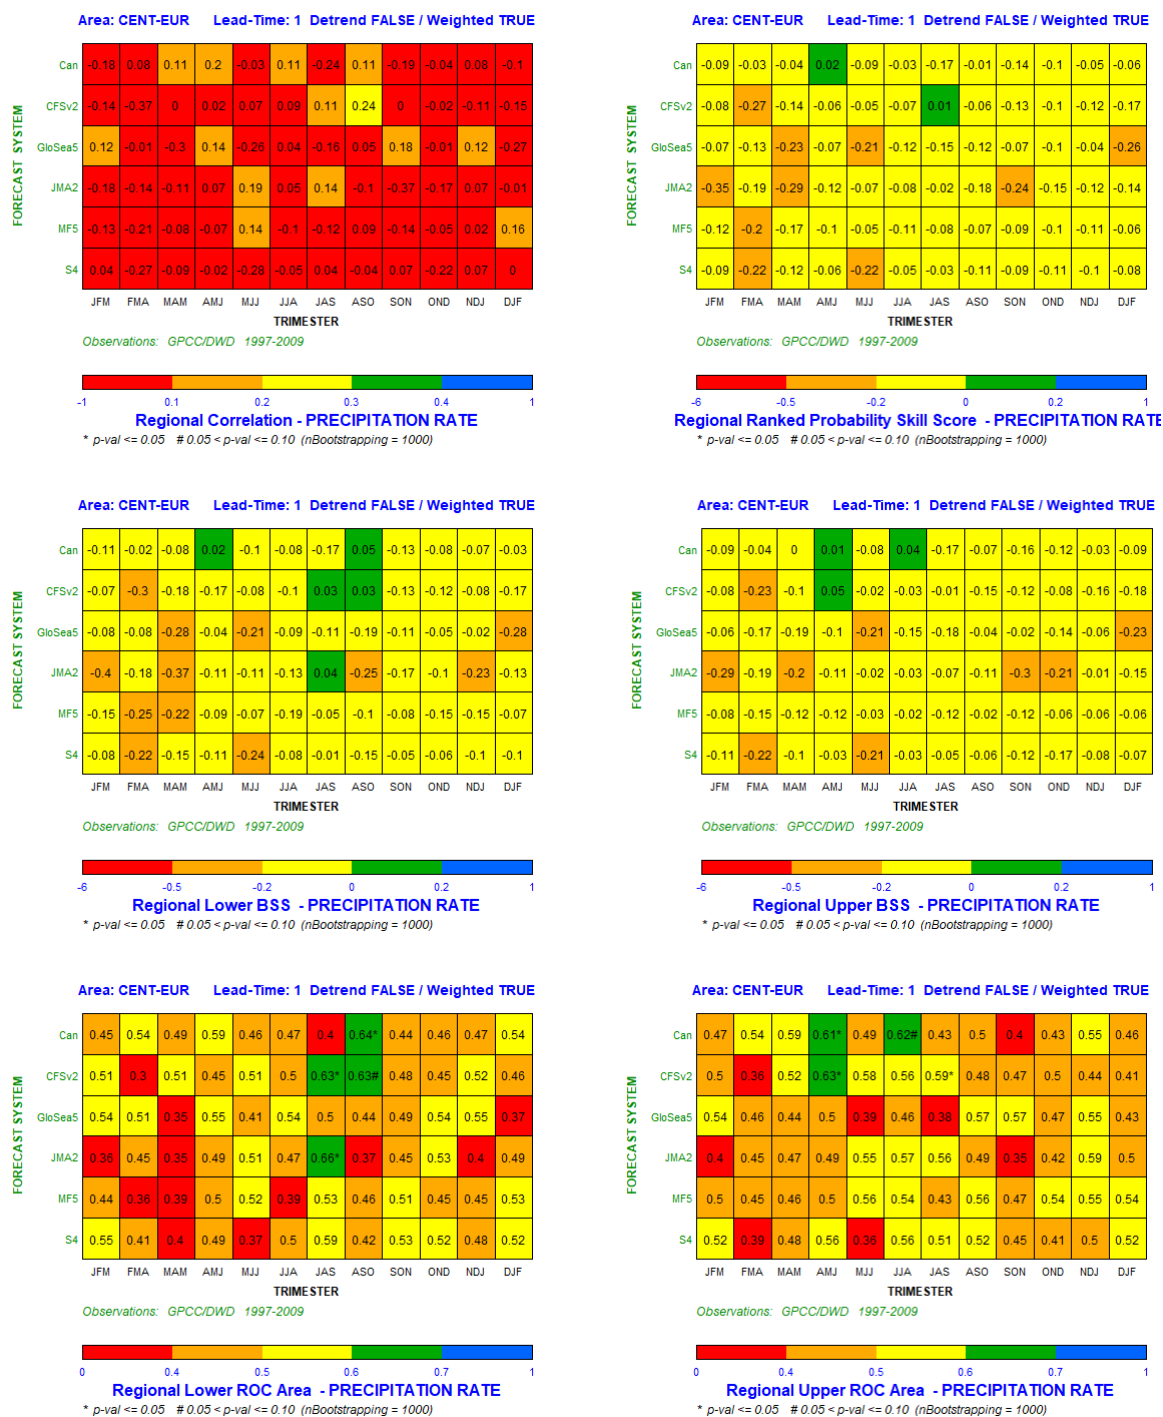 Area: CENT-EUR Lead-Time: 1 Detrend FALSE / Weighted TRUE
FORECAST SYSTEM
Can -0.18 0.08 0.11 0.2 -0.03 0.11 -0.24 0.11 -0.19 -0.04 0.08 -0.1
CFSv2 -0.14 -0.37 0 0.02 0.07 0.09 0.11 0.24 0 -0.02 -0.11 -0.15
GloSea5 0.12 -0.01 -0.3 0.14 -0.26 0.04 -0.16 0.05 0.18 -0.01 0.12 -0.27
JMA2 -0.18 -0.14 -0.11 0.07 0.19 0.05 0.14 -0.1 -0.37 -0.17 0.07 -0.01
MF5 -0.13 -0.21 -0.08 -0.07 0.14 -0.1 -0.12 0.09 -0.14 -0.05 0.02 0.16
S4 0.04 -0.27 -0.09 -0.02 -0.28 -0.05 0.04 -0.04 0.07 -0.22 0.07 0
JFM FMA MAM AMJ MJJ JJA JAS ASO SON OND NDJ DJF
TRIMESTER
Observations: GPCC/DWD 1997-2009
-1 0.1 0.2 0.3 0.4 1
Regional Correlation - PRECIPITATION RATE
* p-val <= 0.05 # 0.05 < p-val <= 0.10 (nBootstrapping = 1000)
Area: CENT-EUR Lead-Time: 1 Detrend FALSE / Weighted TRUE
FORECAST SYSTEM
Can -0.09 -0.03 -0.04 0.02 -0.09 -0.03 -0.17 -0.01 -0.14 -0.1 -0.05 -0.06
CFSv2 -0.08 -0.27 -0.14 -0.06 -0.05 -0.07 0.01 -0.06 -0.13 -0.1 -0.12 -0.17
GloSea5 -0.07 -0.13 -0.23 -0.07 -0.21 -0.12 -0.15 -0.12 -0.07 -0.1 -0.04 -0.26
JMA2 -0.35 -0.19 -0.29 -0.12 -0.07 -0.08 -0.02 -0.18 -0.24 -0.15 -0.12 -0.14
MF5 -0.12 -0.2 -0.17 -0.1 -0.05 -0.11 -0.08 -0.07 -0.09 -0.1 -0.11 -0.06
S4 -0.09 -0.22 -0.12 -0.06 -0.22 -0.05 -0.03 -0.11 -0.09 -0.11 -0.1 -0.08
JFM FMA MAM AMJ MJJ JJA JAS ASO SON OND NDJ DJF
TRIMESTER
Observations: GPCC/DWD 1997-2009
-6 -0.5 -0.2 0 0.2 1
Regional Ranked Probability Skill Score - PRECIPITATION RATE
* p-val <= 0.05 # 0.05 < p-val <= 0.10 (nBootstrapping = 1000)
Area: CENT-EUR Lead-Time: 1 Detrend FALSE / Weighted TRUE
FORECAST SYSTEM
Can -0.11 -0.02 -0.08 0.02 -0.1 -0.08 -0.17 0.05 -0.13 -0.08 -0.07 -0.03
CFSv2 -0.07 -0.3 -0.18 -0.17 -0.08 -0.1 0.03 0.03 -0.13 -0.12 -0.08 -0.17
GloSea5 -0.08 -0.08 -0.28 -0.04 -0.21 -0.09 -0.11 -0.19 -0.11 -0.05 -0.02 -0.28
JMA2 -0.4 -0.18 -0.37 -0.11 -0.11 -0.13 0.04 -0.25 -0.17 -0.1 -0.23 -0.13
MF5 -0.15 -0.25 -0.22 -0.09 -0.07 -0.19 -0.05 -0.1 -0.08 -0.15 -0.15 -0.07
S4 -0.08 -0.22 -0.15 -0.11 -0.24 -0.08 -0.01 -0.15 -0.05 -0.06 -0.1 -0.1
JFM FMA MAM AMJ MJJ JJA JAS ASO SON OND NDJ DJF
TRIMESTER
Observations: GPCC/DWD 1997-2009
-6 -0.5 -0.2 0 0.2 1
Regional Lower BSS - PRECIPITATION RATE
* p-val <= 0.05 # 0.05 < p-val <= 0.10 (nBootstrapping = 1000)
Area: CENT-EUR Lead-Time: 1 Detrend FALSE / Weighted TRUE
FORECAST SYSTEM
Can -0.09 -0.04 0 0.01 -0.08 0.04 -0.17 -0.07 -0.16 -0.12 -0.03 -0.09
CFSv2 -0.08 -0.23 -0.1 0.05 -0.02 -0.03 -0.01 -0.15 -0.12 -0.08 -0.16 -0.18
GloSea5 -0.06 -0.17 -0.19 -0.1 -0.21 -0.15 -0.18 -0.04 -0.02 -0.14 -0.06 -0.23
JMA2 -0.29 -0.19 -0.2 -0.11 -0.02 -0.03 -0.07 -0.11 -0.3 -0.21 -0.01 -0.15
MF5 -0.08 -0.15 -0.12 -0.12 -0.03 -0.02 -0.12 -0.02 -0.12 -0.06 -0.06 -0.06
S4 -0.11 -0.22 -0.1 -0.03 -0.21 -0.03 -0.05 -0.06 -0.12 -0.17 -0.08 -0.07
JFM FMA MAM AMJ MJJ JJA JAS ASO SON OND NDJ DJF
TRIMESTER
Observations: GPCC/DWD 1997-2009
-6 -0.5 -0.2 0 0.2 1
Regional Upper BSS - PRECIPITATION RATE
* p-val <= 0.05 # 0.05 < p-val <= 0.10 (nBootstrapping = 1000)
Area: CENT-EUR Lead-Time: 1 Detrend FALSE / Weighted TRUE
FORECAST SYSTEM
Can 0.45 0.54 0.49 0.59 0.46 0.47 0.4 0.64* 0.44 0.46 0.47 0.54
CFSv2 0.51 0.3 0.51 0.45 0.51 0.5 0.63* 0.63# 0.48 0.45 0.52 0.46
GloSea5 0.54 0.51 0.35 0.55 0.41 0.54 0.5 0.44 0.49 0.54 0.55 0.37
JMA2 0.36 0.45 0.35 0.49 0.51 0.47 0.66* 0.37 0.45 0.53 0.4 0.49
MF5 0.44 0.36 0.39 0.5 0.52 0.39 0.53 0.46 0.51 0.45 0.45 0.53
S4 0.55 0.41 0.4 0.49 0.37 0.5 0.59 0.42 0.53 0.52 0.48 0.52
JFM FMA MAM AMJ MJJ JJA JAS ASO SON OND NDJ DJF
TRIMESTER
Observations: GPCC/DWD 1997-2009
0 0.4 0.5 0.6 0.7 1
Regional Lower ROC Area - PRECIPITATION RATE
* p-val <= 0.05 # 0.05 < p-val <= 0.10 (nBootstrapping = 1000)
Area: CENT-EUR Lead-Time: 1 Detrend FALSE / Weighted TRUE
FORECAST SYSTEM
Can 0.47 0.54 0.59 0.61* 0.49 0.62# 0.43 0.5 0.4 0.43 0.55 0.46
CFSv2 0.5 0.36 0.52 0.63* 0.58 0.56 0.59* 0.48 0.47 0.5 0.44 0.41
GloSea5 0.54 0.46 0.44 0.5 0.39 0.46 0.38 0.57 0.57 0.47 0.55 0.43
JMA2 0.4 0.45 0.47 0.49 0.55 0.57 0.56 0.49 0.35 0.42 0.59 0.5
MF5 0.5 0.45 0.46 0.5 0.56 0.54 0.43 0.56 0.47 0.54 0.55 0.54
S4 0.52 0.39 0.48 0.56 0.36 0.56 0.51 0.52 0.45 0.41 0.5 0.52
JFM FMA MAM AMJ MJJ JJA JAS ASO SON OND NDJ DJF
TRIMESTER
Observations: GPCC/DWD 1997-2009
0 0.4 0.5 0.6 0.7 1
Regional Upper ROC Area - PRECIPITATION RATE
* p-val <= 0.05 # 0.05 < p-val <= 0.10 (nBootstrapping = 1000)